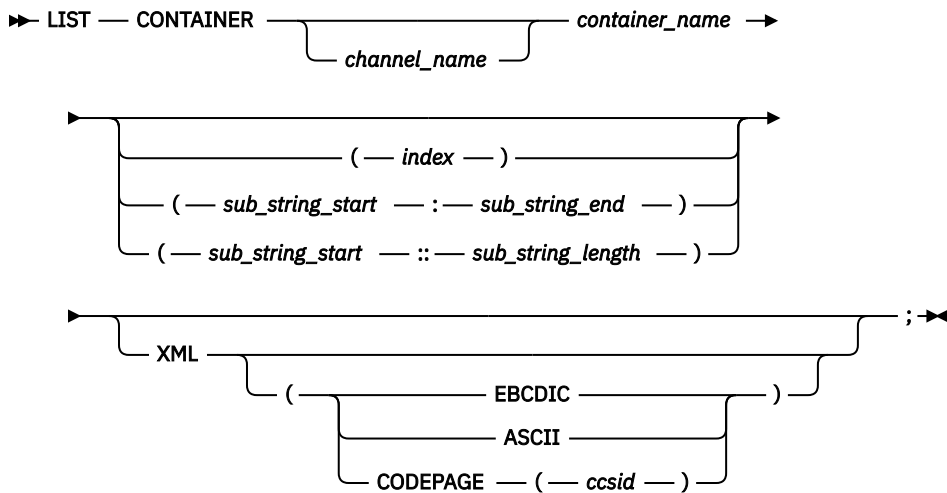 LIST CONTAINER container_name
channel_name
( index )
( sub_string_start : sub_string_end )
( sub_string_start :: sub_string_length )
;
XML
( EBCDIC )
ASCII
CODEPAGE ( ccsid )